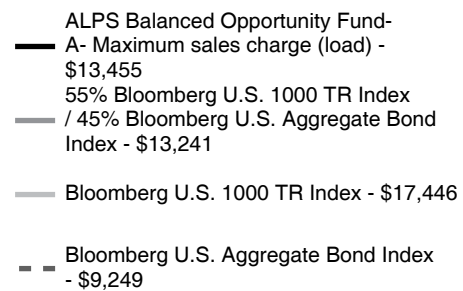 ALPS Balanced Opportunity Fund-
A- Maximum sales charge (load) -
$13,455
55% Bloomberg U.S. 1000 TR Index
/ 45% Bloomberg U.S. Aggregate Bond
Index - $13,241
Bloomberg U.S. 1000 TR Index - $17,446
Bloomberg U.S. Aggregate Bond Index
- $9,249